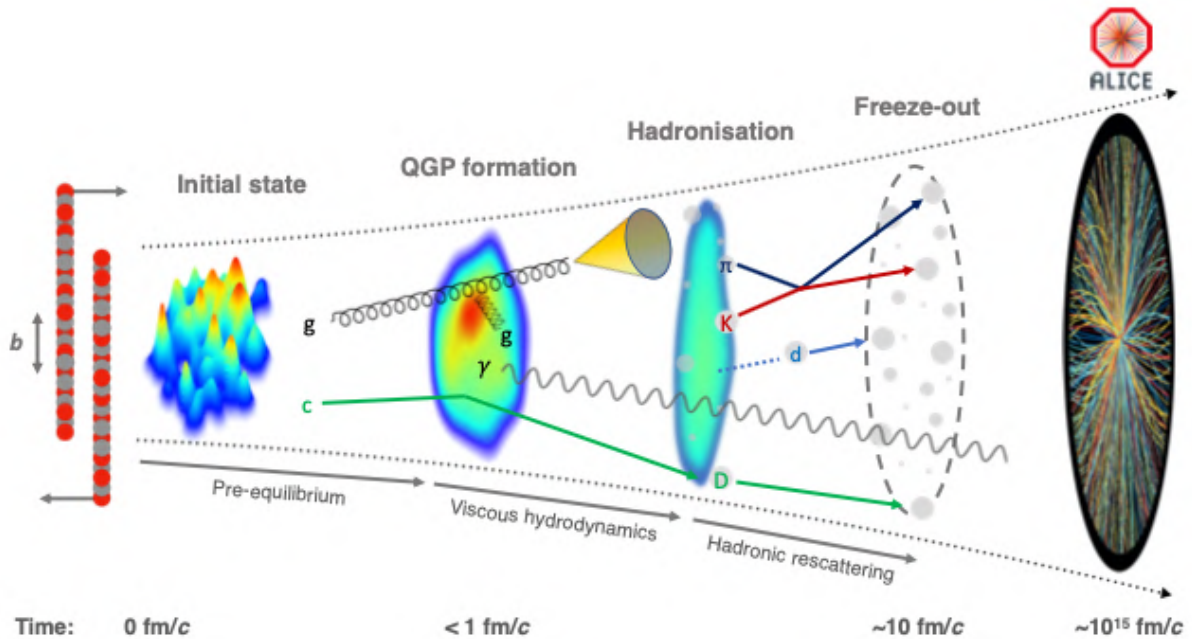 ALICE
Freeze-out
Hadronisation
QGP formation
Initial state
b
g
g
γ
c
π
K
d
D
Pre-equilibrium
Viscous hydrodynamics
Hadronic rescattering
Time: 0 fm/c < 1 fm/c ~10 fm/c ~10¹⁵ fm/c